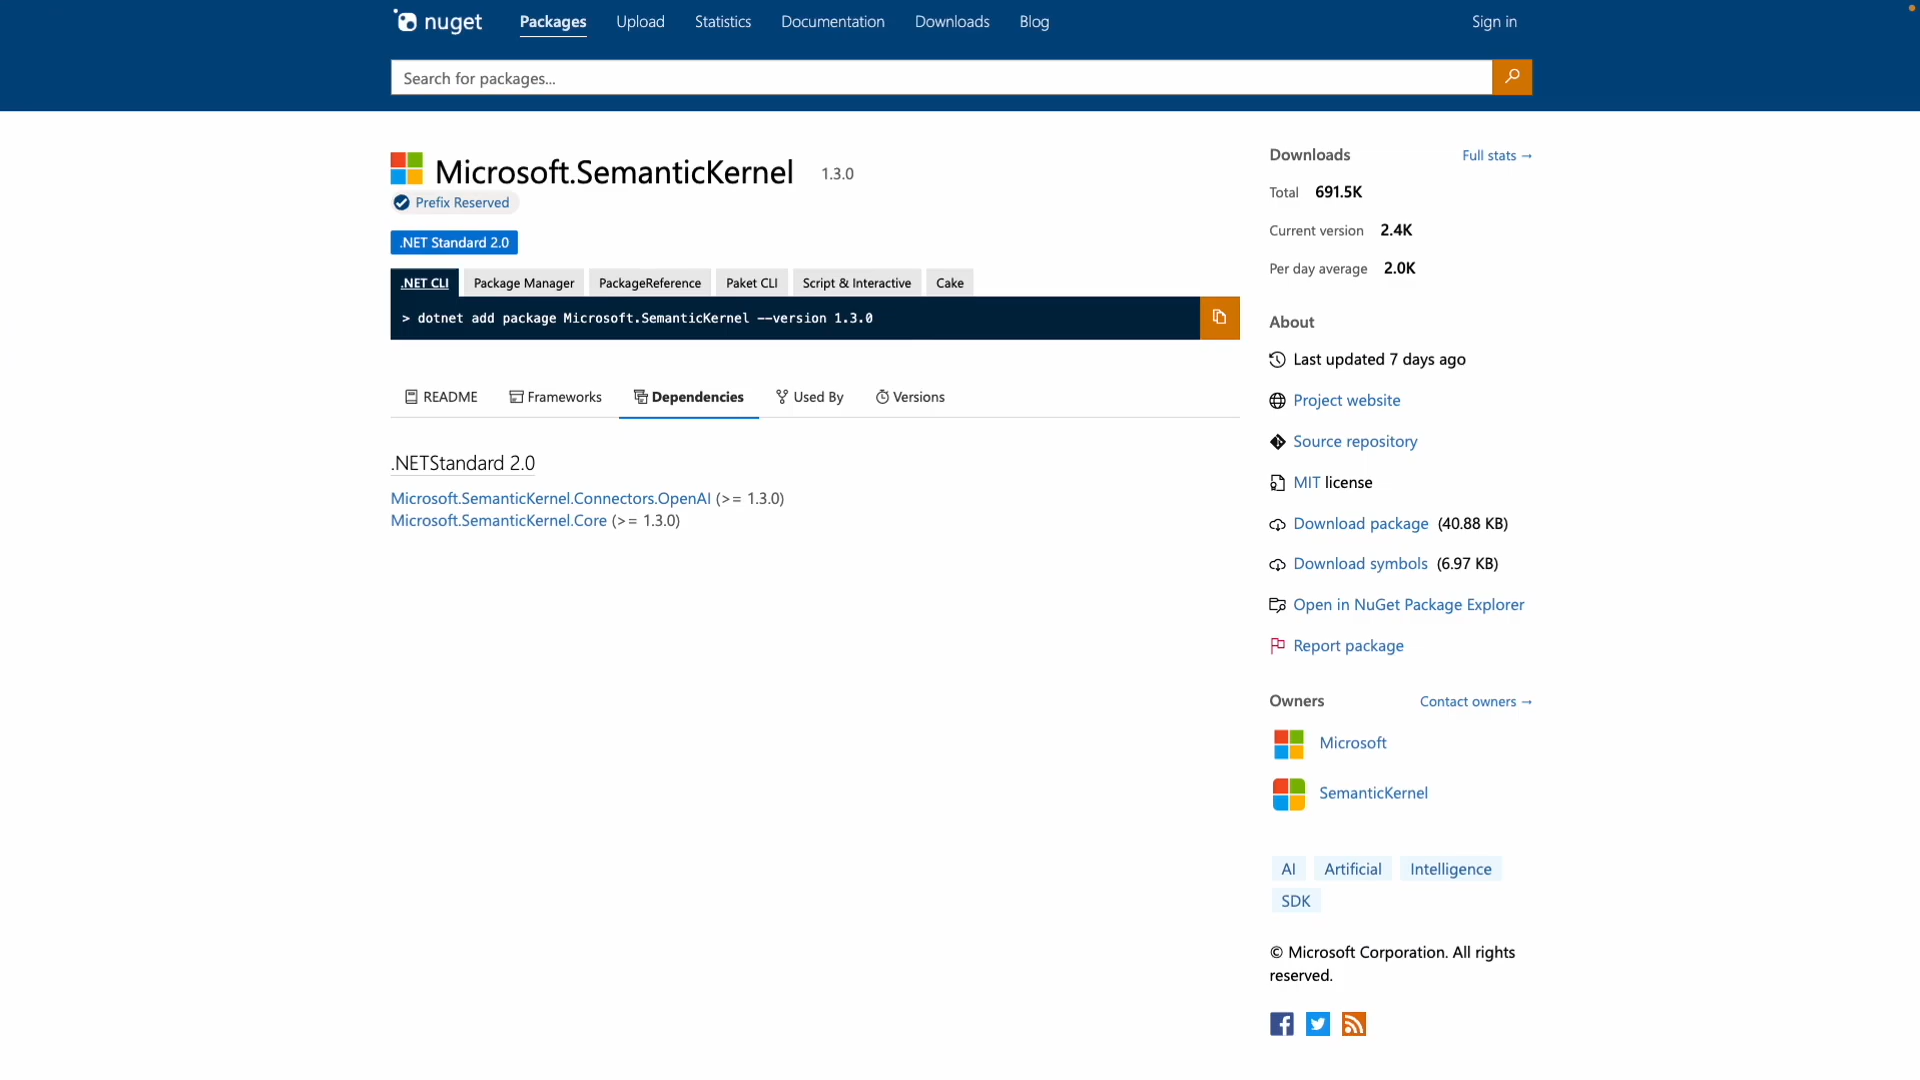 nuget
Packages
Upload
Statistics
Documentation
Downloads
Blog
Sign in
Search for packages...
Microsoft.SemanticKernel 1.3.0
Prefix Reserved
.NET Standard 2.0
.NET CLI
Package Manager
PackageReference
Paket CLI
Script & Interactive
Cake
> dotnet add package Microsoft.SemanticKernel --version 1.3.0
README
Frameworks
Dependencies
Used By
Versions
.NETStandard 2.0
Microsoft.SemanticKernel.Connectors.OpenAI (>= 1.3.0)
Microsoft.SemanticKernel.Core (>= 1.3.0)
Downloads
Full stats →
Total 691.5K
Current version 2.4K
Per day average 2.0K
About
Last updated 7 days ago
Project website
Source repository
MIT license
Download package (40.88 KB)
Download symbols (6.97 KB)
Open in NuGet Package Explorer
Report package
Owners
Contact owners →
Microsoft
SemanticKernel
AI
Artificial
Intelligence
SDK
© Microsoft Corporation. All rights
reserved.